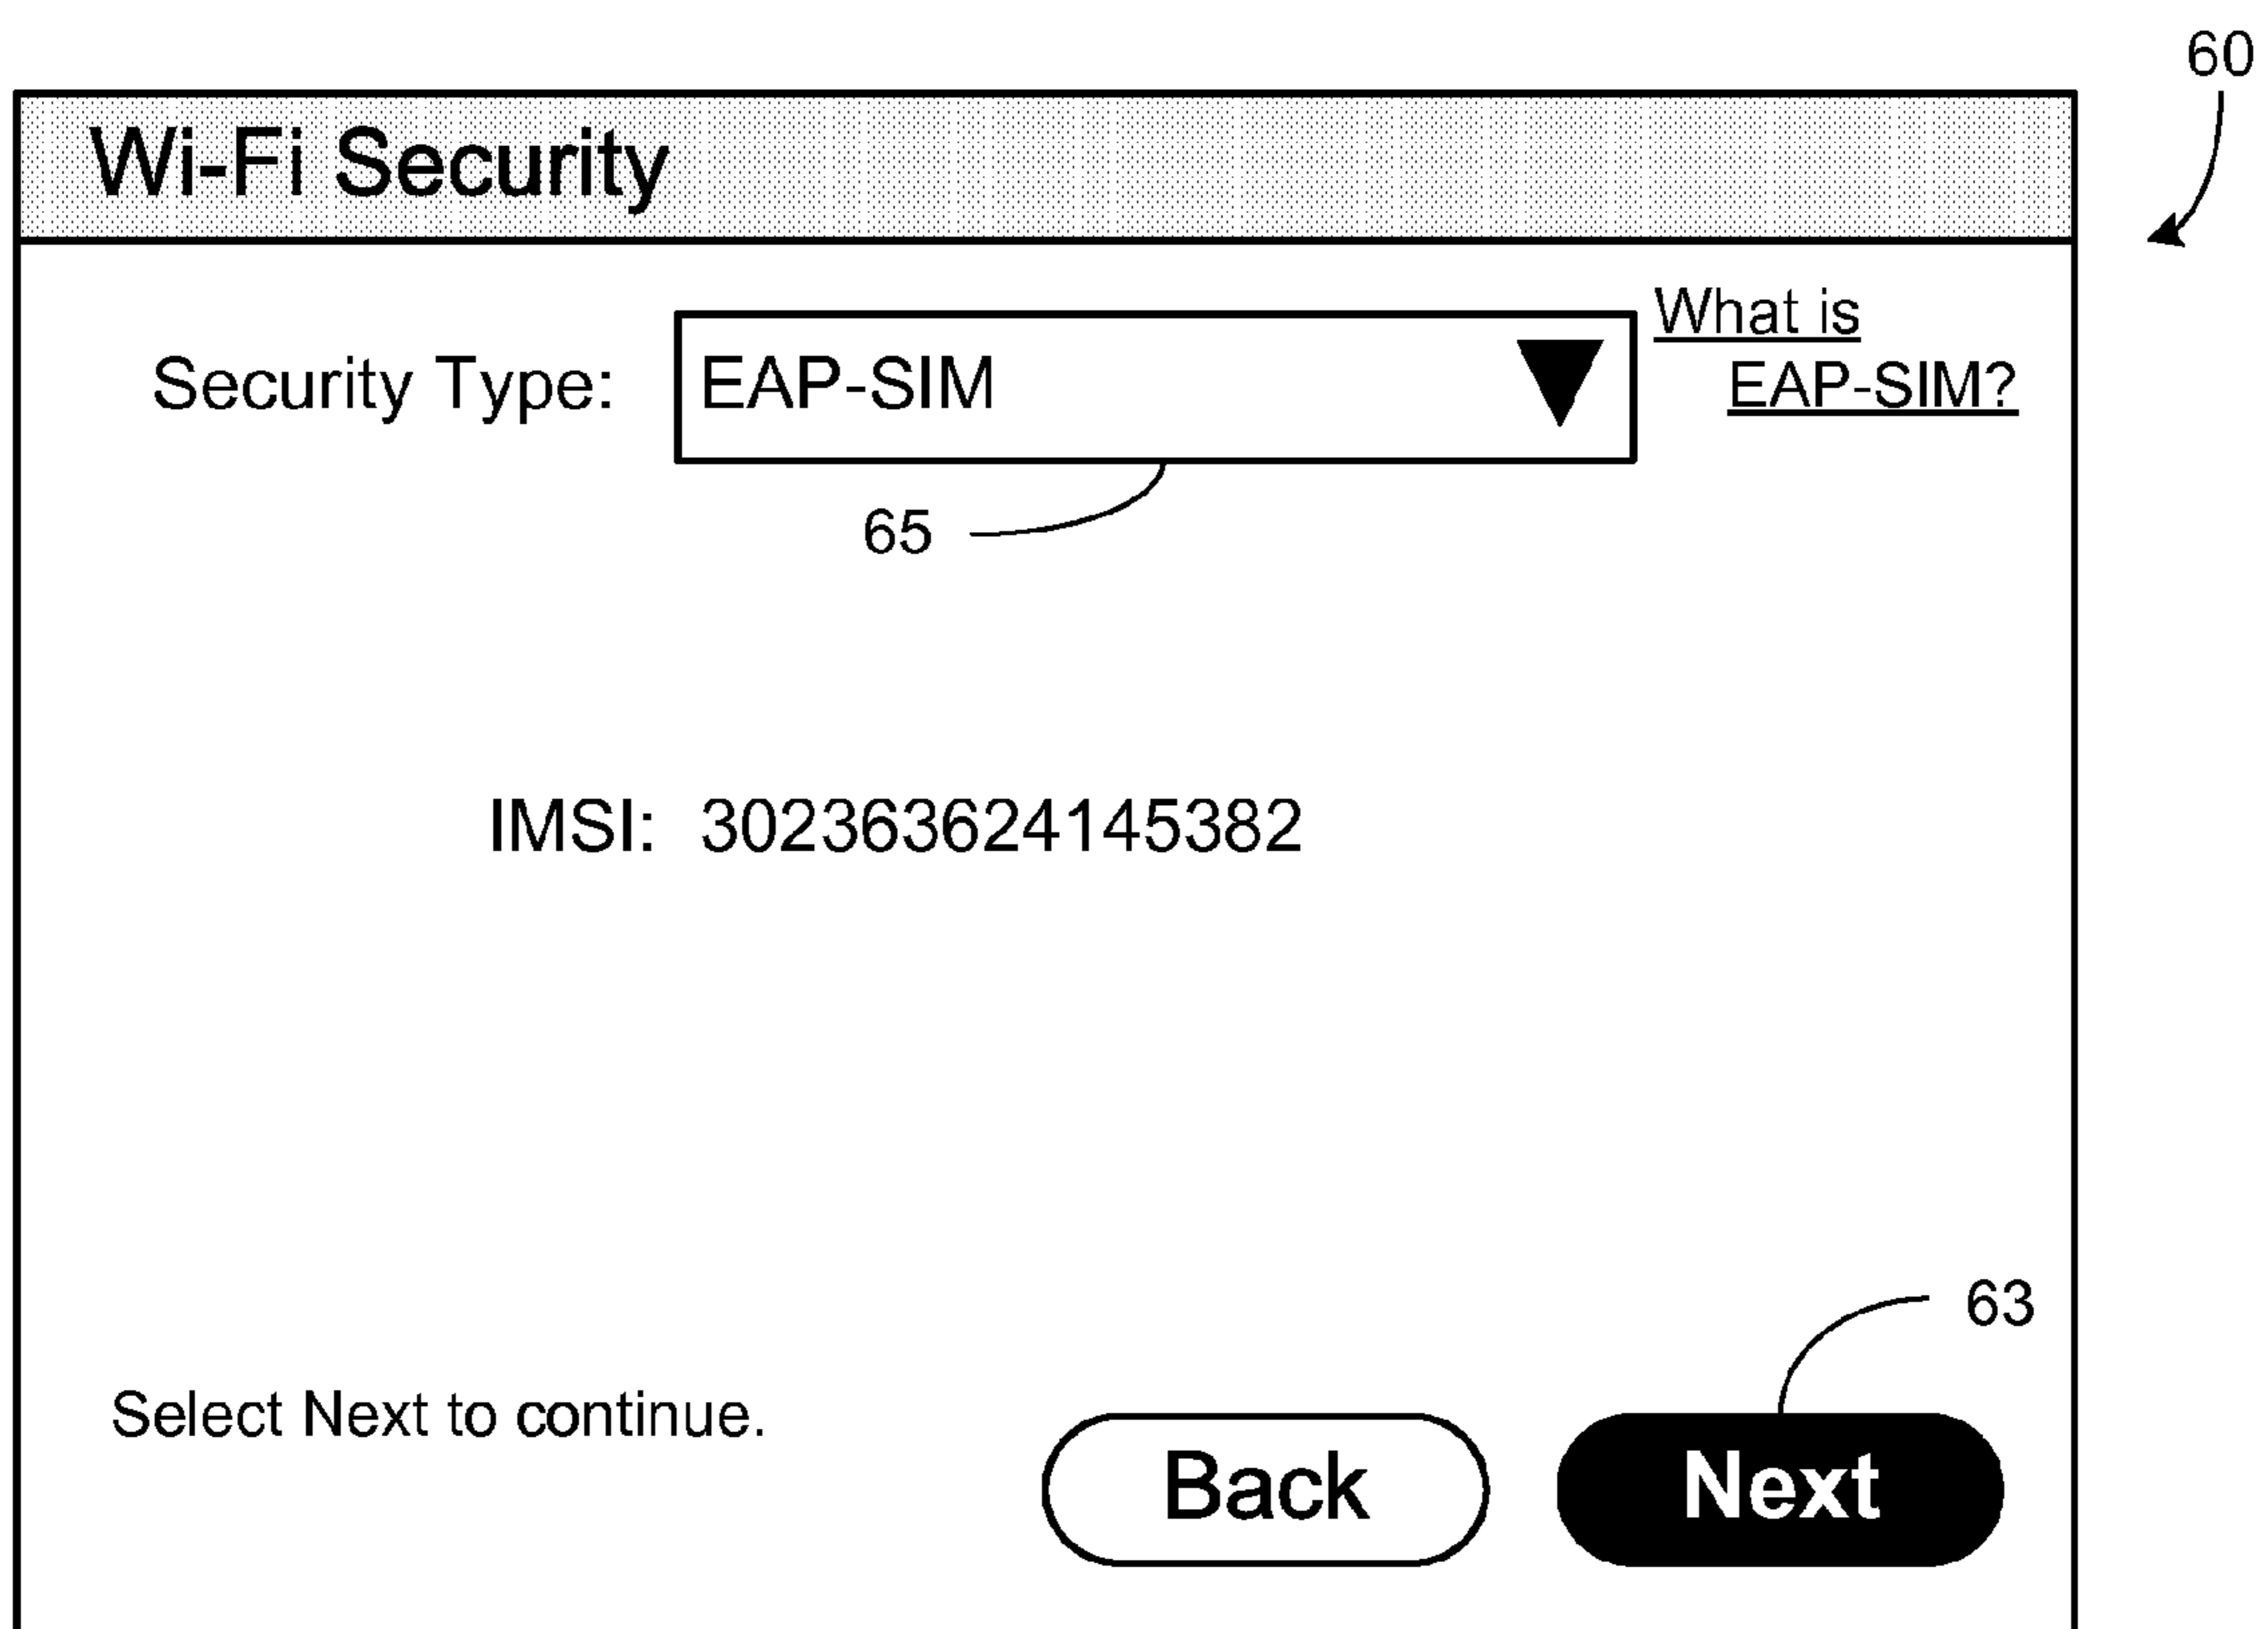 60
Wi-Fi Security
What is
Security Type: EAP-SIM EAP-SIM?
65
IMSI: 302363624145382
63
Select Next to continue.
Back Next